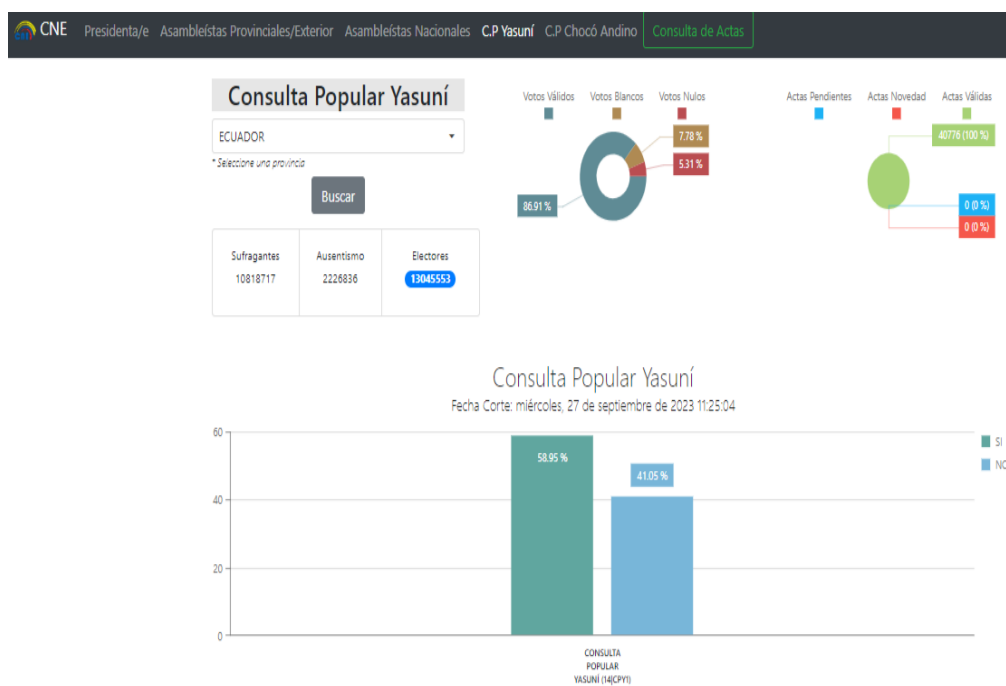 CNE Presidenta/e Asambleístas Provinciales/Exterior Asambleístas Nacionales C.P Yasuní C.P Chocó Andino Consulta de Actas
Consulta Popular Yasuní
ECUADOR
* Seleccione una provincia
Buscar
Sufragantes Ausentismo Electores
10818717 2226836 13045553
Votos Válidos Votos Blancos Votos Nulos
7.78 %
5.31 %
86.91 %
Actas Pendientes Actas Novedad Actas Válidas
40776 (100 %)
0 (0 %)
0 (0 %)
Consulta Popular Yasuní
Fecha Corte: miércoles, 27 de septiembre de 2023 11:25:04
60
40
20
0
58.95 %
41.05 %
SI
NO
CONSULTA
POPULAR
YASUNÍ (14|CPY1)